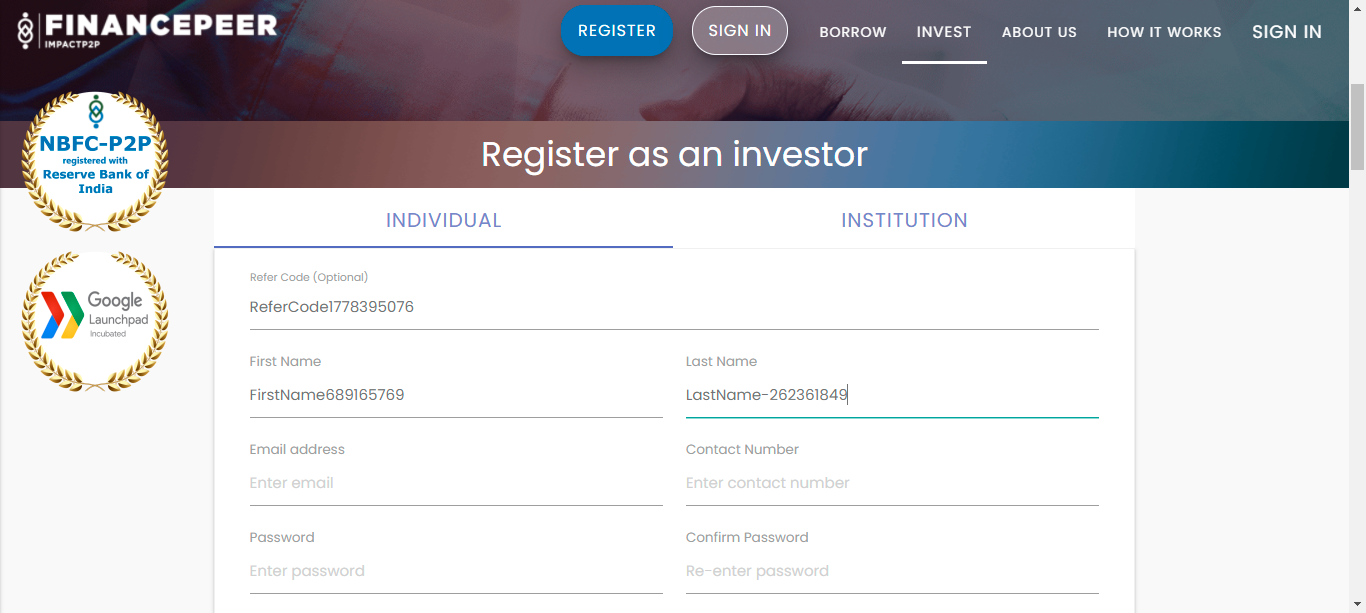 FINANCEPEER
IMPACTP2P
REGISTER
SIGN IN
BORROW
INVEST
ABOUT US
HOW IT WORKS
SIGN IN
NBFC-P2P
registered with
Reserve Bank of
India
Register as an investor
INDIVIDUAL
INSTITUTION
Google
Launchpad
Incubated
Refer Code (Optional)
ReferCode1778395076
First Name
Last Name
FirstName689165769
LastName-262361849
Email address
Contact Number
Enter email
Enter contact number
Password
Confirm Password
Enter password
Re-enter password